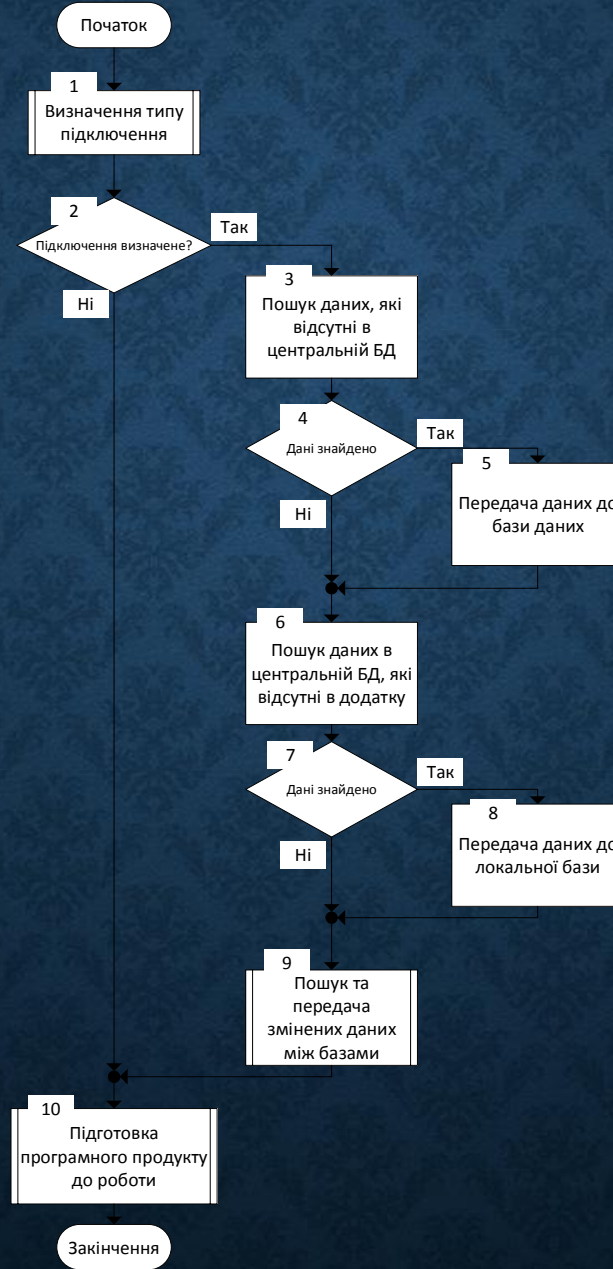 Початок
1
Визначення типу
підключення
2
Підключення визначене?
Так
Ні
3
Пошук даних, які
відсутні в
центральній БД
4
Дані знайдено
Так
Ні
5
Передача даних до
бази даних
6
Пошук даних в
центральній БД, які
відсутні в додатку
7
Дані знайдено
Так
Ні
8
Передача даних до
локальної бази
9
Пошук та
передача
змінених даних
між базами
10
Підготовка
програмного продукту
до роботи
Закінчення